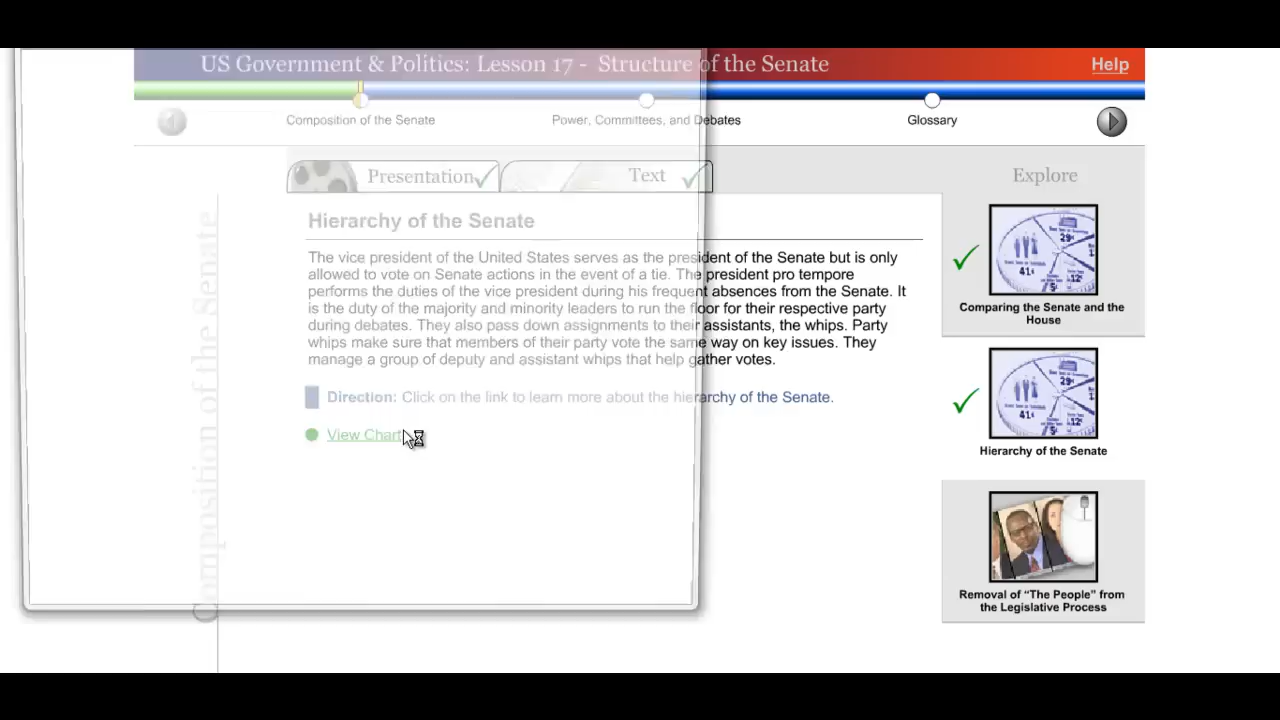 US Government & Politics: Lesson 17 - Structure of the Senate
Help
Composition of the Senate
Power, Committees, and Debates
Glossary
Presentation
Text
Explore
Composition of the Senate
Hierarchy of the Senate
The vice president of the United States serves as the president of the Senate but is only
allowed to vote on Senate actions in the event of a tie. The president pro tempore
performs the duties of the vice president during his frequent absences from the Senate. It
is the duty of the majority and minority leaders to run the floor for their respective party
during debates. They also pass down assignments to their assistants, the whips. Party
whips make sure that members of their party vote the same way on key issues. They
manage a group of deputy and assistant whips that help gather votes.
Direction: Click on the link to learn more about the hierarchy of the Senate.
View Chart
29¢
41¢
12¢
5¢
Comparing the Senate and the
House
29¢
41¢
12¢
5¢
Hierarchy of the Senate
Removal of “The People” from
the Legislative Process